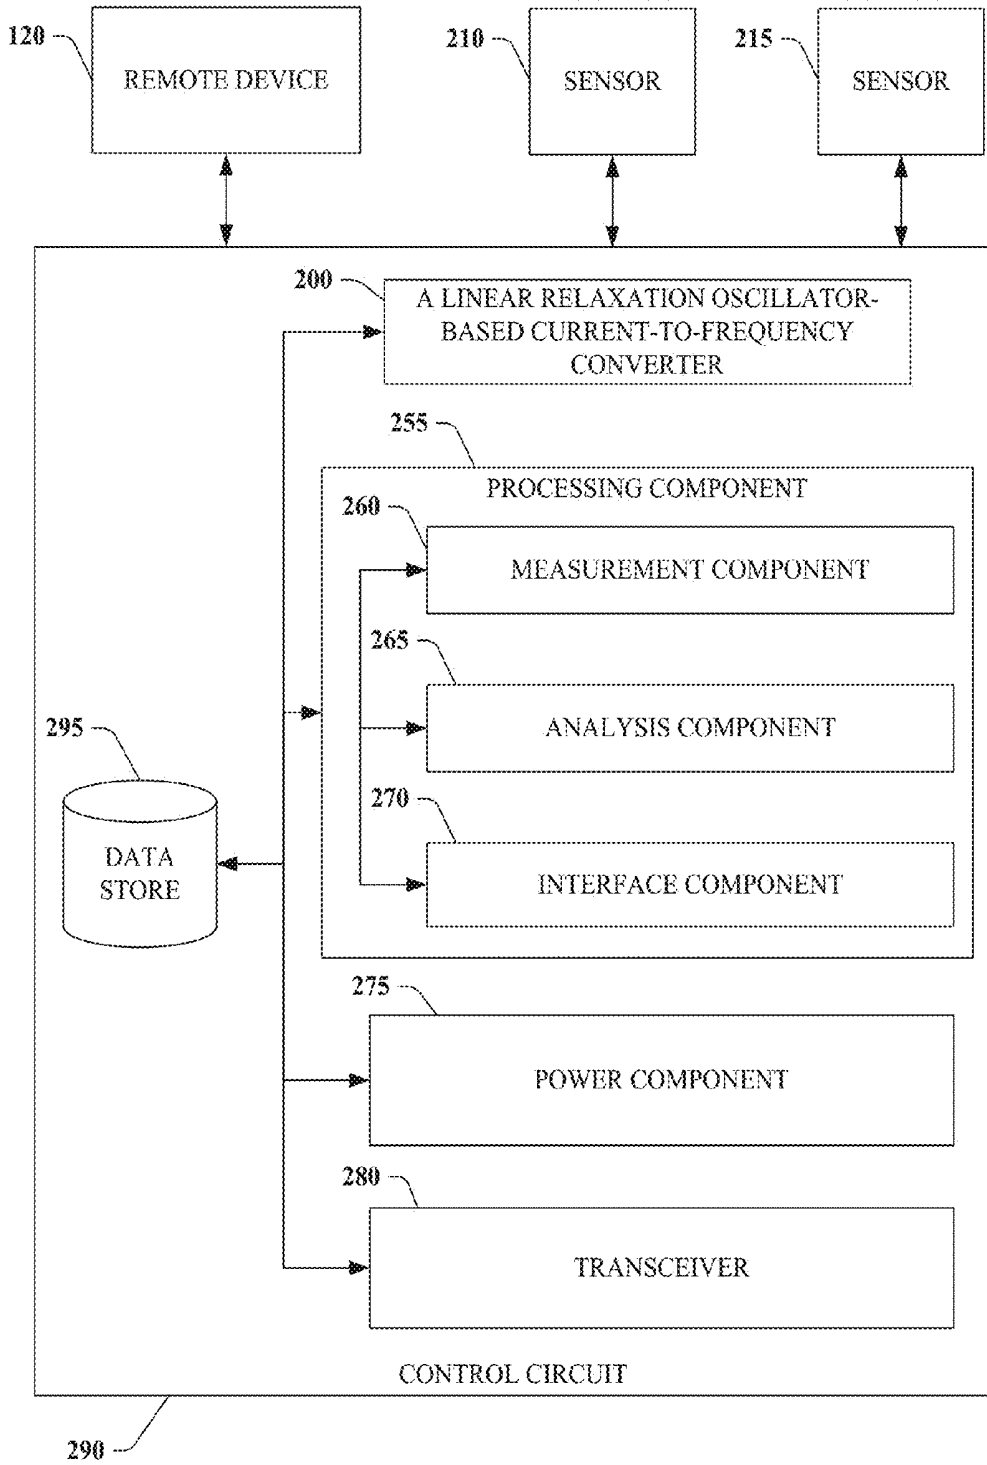 120
REMOTE DEVICE
210
SENSOR
215
SENSOR
200
A LINEAR RELAXATION OSCILLATOR-
BASED CURRENT-TO-FREQUENCY
CONVERTER
255
PROCESSING COMPONENT
260
MEASUREMENT COMPONENT
265
ANALYSIS COMPONENT
270
INTERFACE COMPONENT
295
DATA
STORE
275
POWER COMPONENT
280
TRANSCEIVER
CONTROL CIRCUIT
290